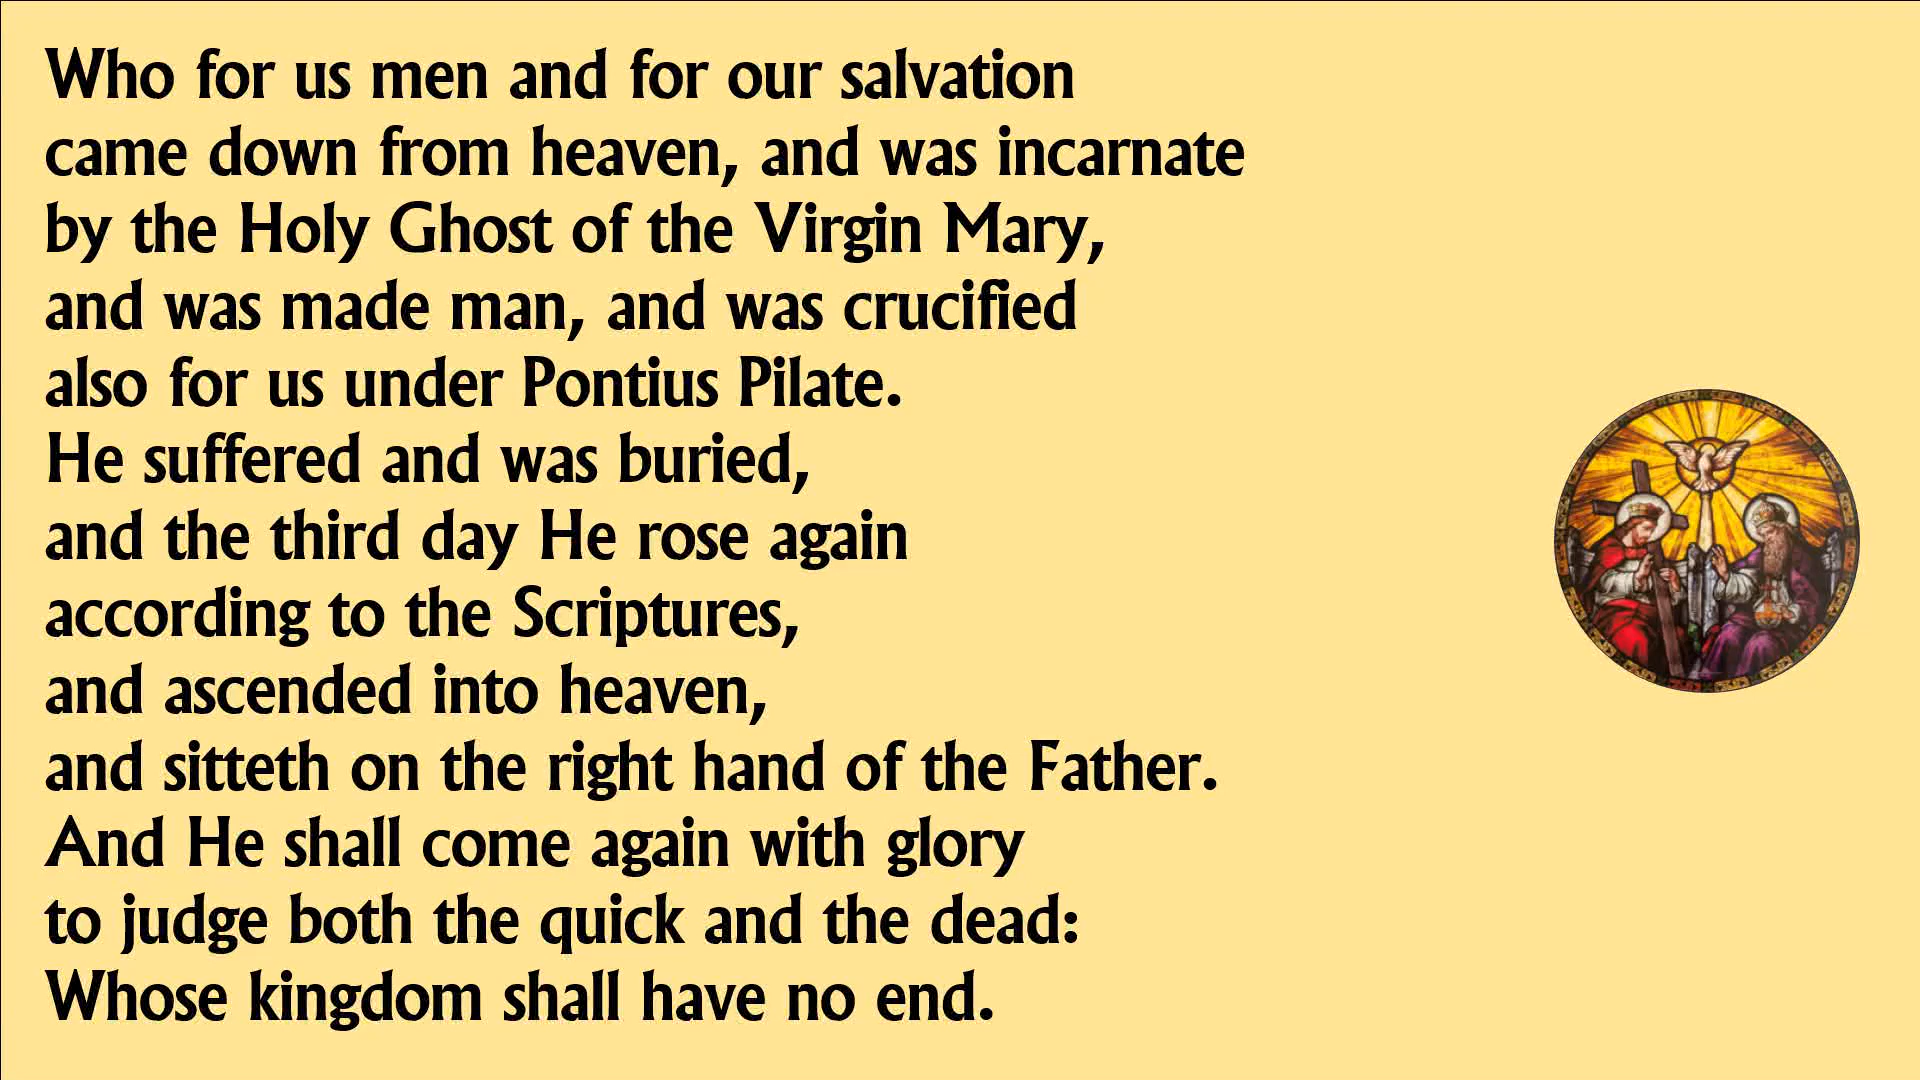 Who for us men and for our salvation
came down from heaven, and was incarnate
by the Holy Ghost of the Virgin Mary,
and was made man, and was crucified
also for us under Pontius Pilate.
He suffered and was buried,
and the third day He rose again
according to the Scriptures,
and ascended into heaven,
and sitteth on the right hand of the Father.
And He shall come again with glory
to judge both the quick and the dead:
Whose kingdom shall have no end.